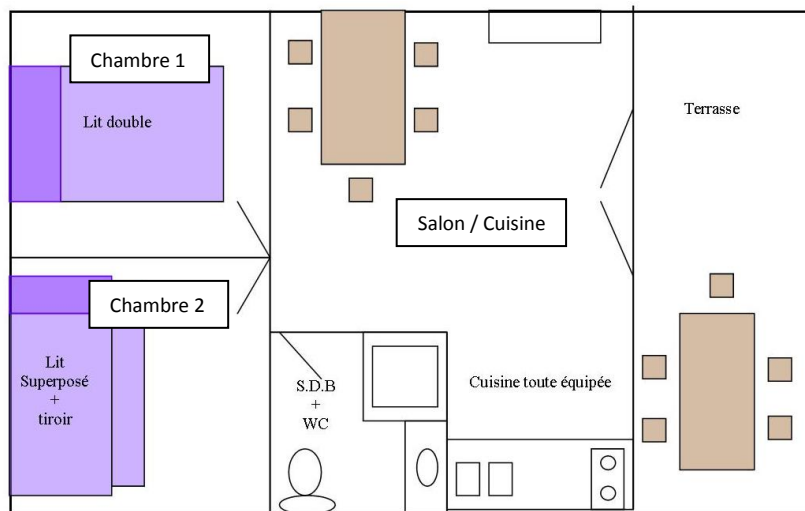 Chambre 1
Lit double
Terrasse
Salon / Cuisine
Chambre 2
Lit
Superposé
+
tiroir
S.D.B
+
WC
Cuisine toute équipée